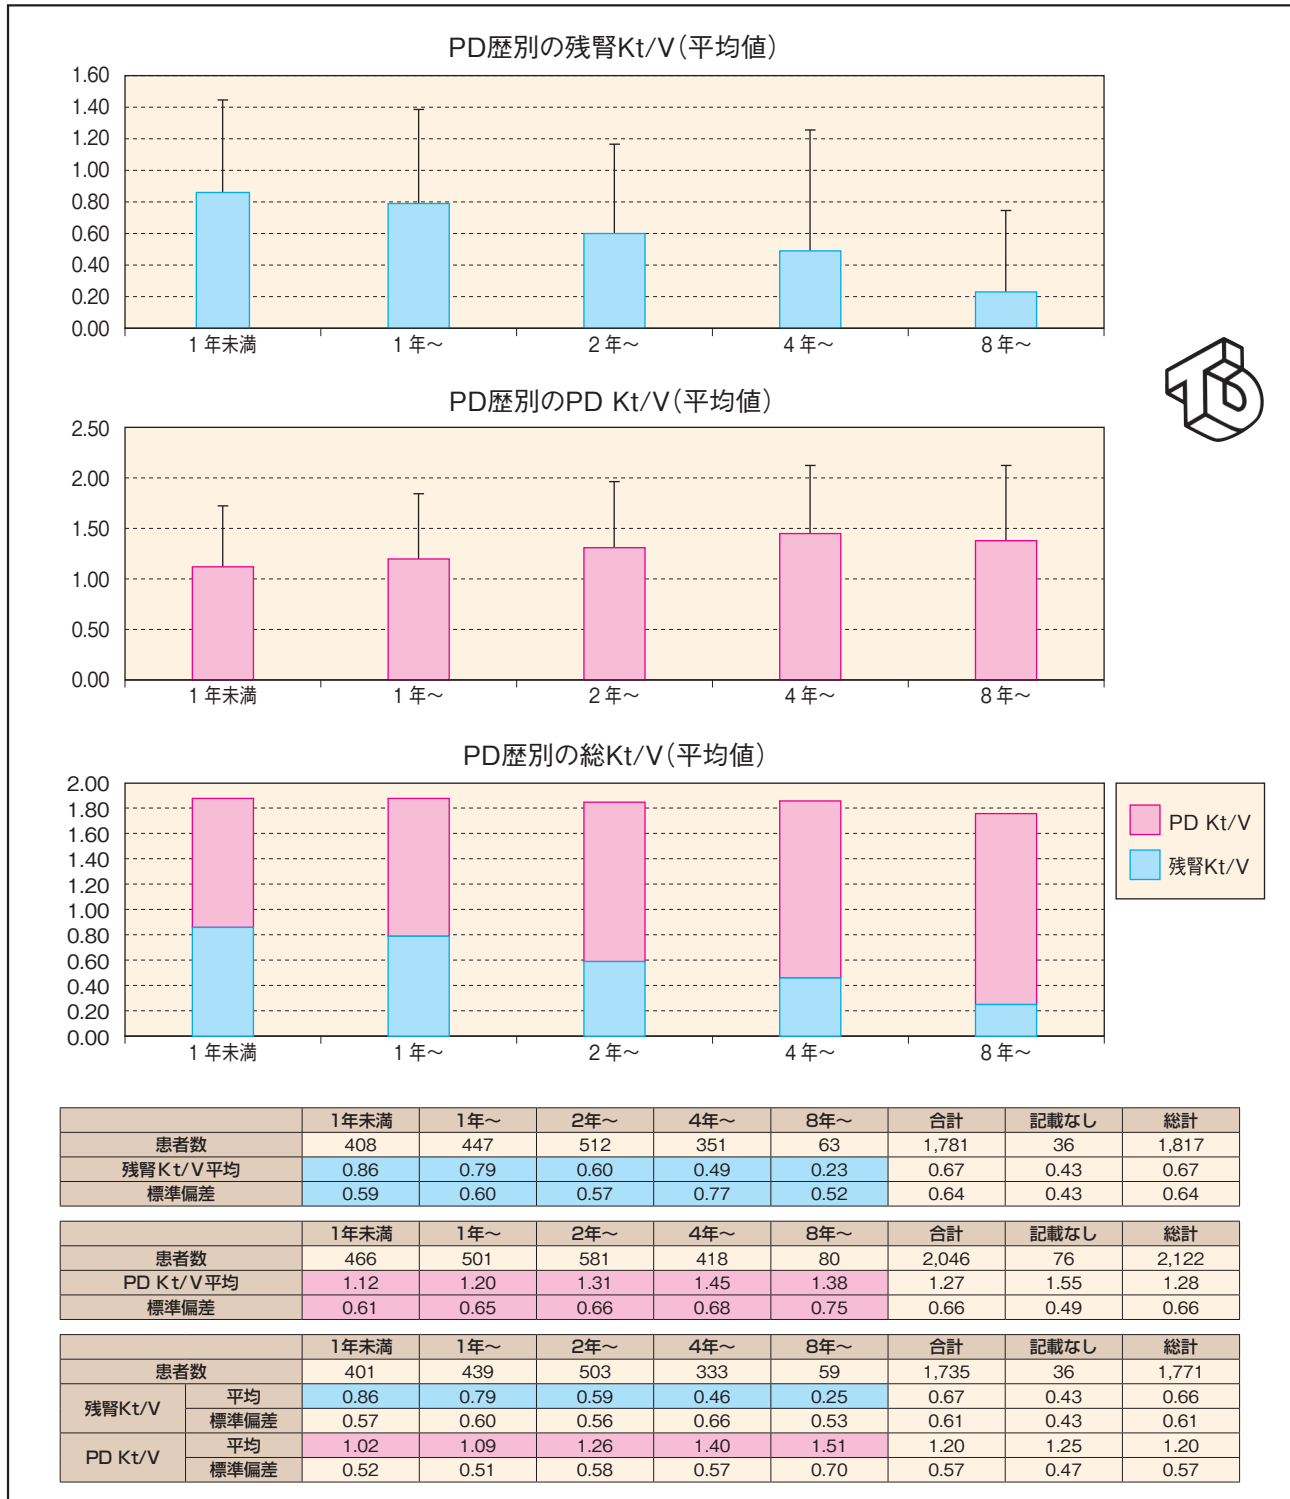 PD歴別の残腎Kt/V(平均値)
1.60
1.40
1.20
1.00
0.80
0.60
0.40
0.20
0.00
1年未満 1年～ 2年～ 4年～ 8年～
PD歴別のPD Kt/V(平均値)
2.50
2.00
1.50
1.00
0.50
0.00
1年未満 1年～ 2年～ 4年～ 8年～
PD歴別の総Kt/V(平均値)
2.00
1.80
1.60
1.40
1.20
1.00
0.80
0.60
0.40
0.20
0.00
1年未満 1年～ 2年～ 4年～ 8年～
PD Kt/V
残腎Kt/V
1年未満 1年～ 2年～ 4年～ 8年～ 合計 記載なし 総計
患者数 408 447 512 351 63 1,781 36 1,817
残腎Kt/V平均 0.86 0.79 0.60 0.49 0.23 0.67 0.43 0.67
標準偏差 0.59 0.60 0.57 0.77 0.52 0.64 0.43 0.64
1年未満 1年～ 2年～ 4年～ 8年～ 合計 記載なし 総計
患者数 466 501 581 418 80 2,046 76 2,122
PD Kt/V平均 1.12 1.20 1.31 1.45 1.38 1.27 1.55 1.28
標準偏差 0.61 0.65 0.66 0.68 0.75 0.66 0.49 0.66
1年未満 1年～ 2年～ 4年～ 8年～ 合計 記載なし 総計
患者数 401 439 503 333 59 1,735 36 1,771
残腎Kt/V 平均 0.86 0.79 0.59 0.46 0.25 0.67 0.43 0.66
標準偏差 0.57 0.60 0.56 0.66 0.53 0.61 0.43 0.61
PD Kt/V 平均 1.02 1.09 1.26 1.40 1.51 1.20 1.25 1.20
標準偏差 0.52 0.51 0.58 0.57 0.70 0.57 0.47 0.57